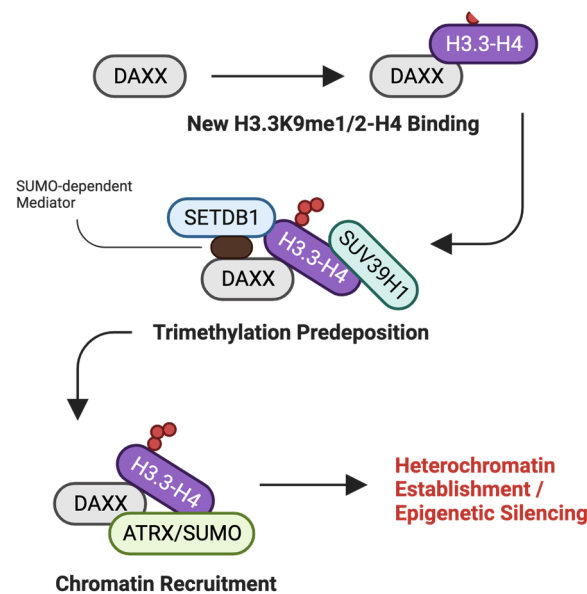 DAXX
DAXX
H3.3-H4
New H3.3K9me1/2-H4 Binding
SUMO-dependent
Mediator
SETDB1
H3.3-H4
SUV39H1
DAXX
Trimethylation Predeposition
H3.3-H4
DAXX
ATRX/SUMO
Chromatin Recruitment
Heterochromatin
Establishment /
Epigenetic Silencing